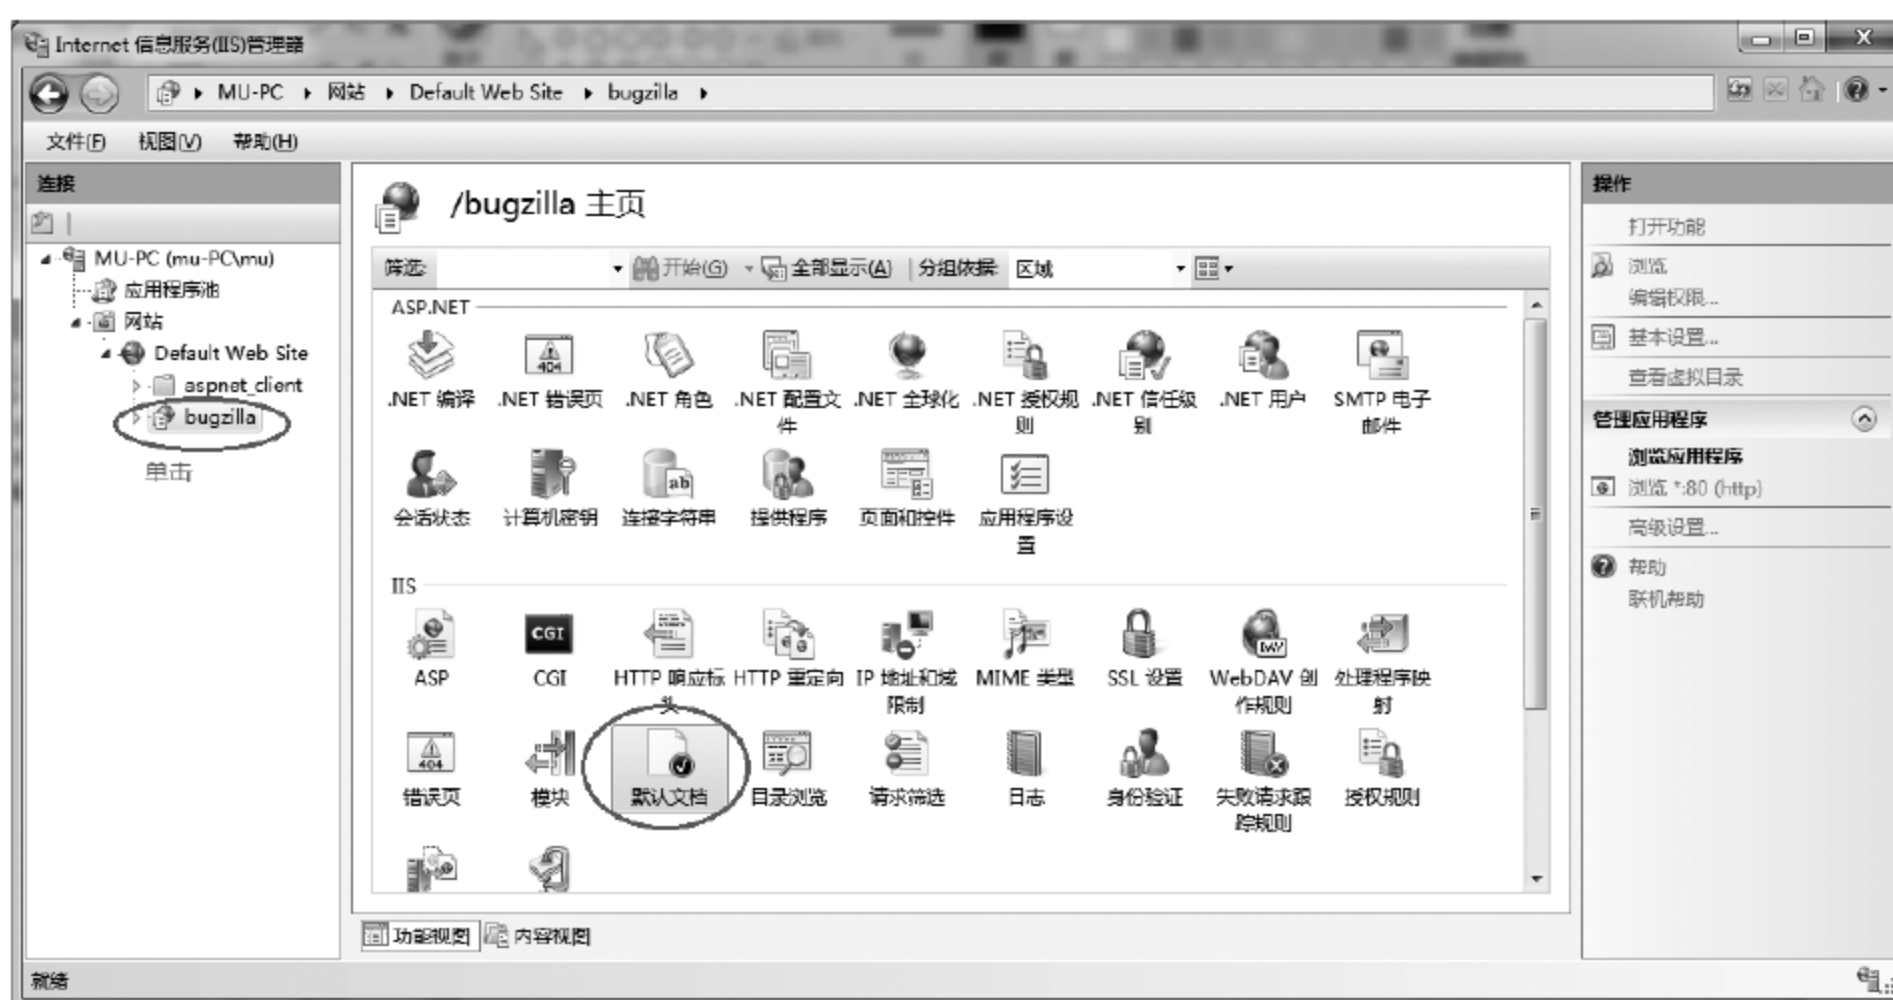 Internet 信息服务(IIS)管理器
MU-PC 网站 Default Web Site bugzilla
文件(F) 视图(V) 帮助(H)
连接
MU-PC (mu-PC\mu)
应用程序池
网站
Default Web Site
aspnet_client
bugzilla
单击
/bugzilla 主页
筛选: 开始(G) 全部显示(A) 分组依据: 区域
ASP.NET
.NET 编译
.NET 错误页
.NET 角色
.NET 配置文
件
.NET 全球化
.NET 授权规
则
.NET 信任级
别
.NET 用户
SMTP 电子
邮件
会话状态
计算机密钥
连接字符串
提供程序
页面和控件
应用程序设
置
IIS
ASP
CGI
HTTP 响应标
头
HTTP 重定向
IP 地址和域
限制
MIME 类型
SSL 设置
WebDAV 创
作规则
处理程序映
射
错误页
模块
默认文档
目录浏览
请求筛选
日志
身份验证
失败请求跟
踪规则
授权规则
功能视图 内容视图
操作
打开功能
浏览
编辑权限...
基本设置...
查看虚拟目录
管理应用程序
浏览应用程序
浏览 *:80 (http)
高级设置...
帮助
联机帮助
就绪